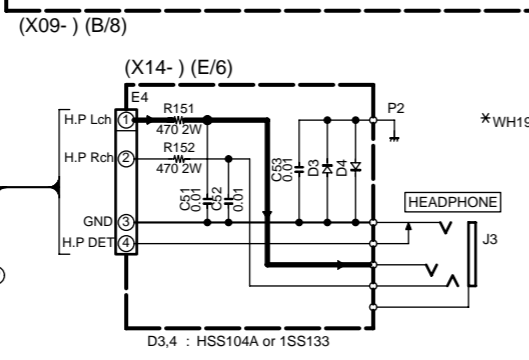 (X09- ) (B/8)
(X14- ) (E/6)
E4
H.P Lch
1
R151
470 2W
P2
*WH19
H.P Rch
2
R152
470 2W
C51
0.01
C52
0.01
C53
0.01
D3
D4
HEADPHONE
GND
3
J3
H.P DET
4
D3,4 : HSS104A or 1SS133